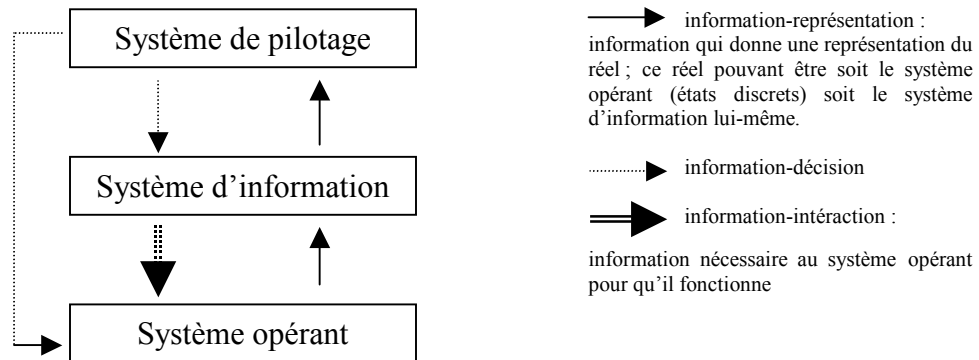 Système de pilotage
Système d’information
Système opérant
information-représentation :
information qui donne une représentation du
réel ; ce réel pouvant être soit le système
opérant (états discrets) soit le système
d’information lui-même.
information-décision
information-intéraction :
information nécessaire au système opérant
pour qu’il fonctionne